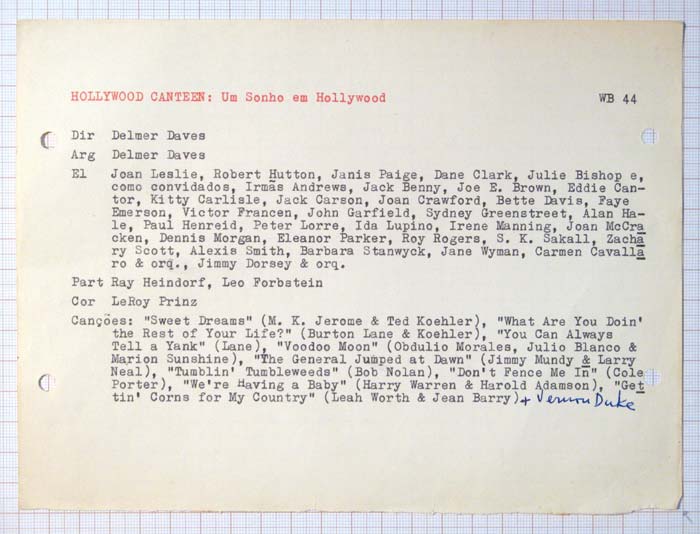 HOLLYWOOD CANTEEN: Um Sonho em Hollywood WB 44
Dir Delmer Daves
Arg Delmer Daves
El Joan Leslie, Robert Hutton, Janis Paige, Dane Clark, Julie Bishop e,
como convidados, Irmãs Andrews, Jack Benny, Joe E. Brown, Eddie Can-
tor, Kitty Carlisle, Jack Carson, Joan Crawford, Bette Davis, Faye
Emerson, Victor Francen, John Garfield, Sydney Greenstreet, Alan Ha-
le, Paul Henreid, Peter Lorre, Ida Lupino, Irene Manning, Joan McCra
cken, Dennis Morgan, Eleanor Parker, Roy Rogers, S. K. Sakall, Zacha
ry Scott, Alexis Smith, Barbara Stanwyck, Jane Wyman, Carmen Cavalla
ro & orq., Jimmy Dorsey & orq.
Part Ray Heindorf, Leo Forbstein
Cor LeRoy Prinz
Canções: "Sweet Dreams" (M. K. Jerome & Ted Koehler), "What Are You Doin'
the Rest of Your Life?" (Burton Lane & Koehler), "You Can Always
Tell a Yank" (Lane), "Voodoo Moon" (Obdulio Morales, Julio Blanco &
Marion Sunshine), "The General Jumped at Dawn" (Jimmy Mundy & Larry
Neal), "Tumblin' Tumbleweeds" (Bob Nolan), "Don't Fence Me In" (Cole
Porter), "We're Having a Baby" (Harry Warren & Harold Adamson), "Get
tin' Corns for My Country" (Leah Worth & Jean Barry) + Vernon Duke